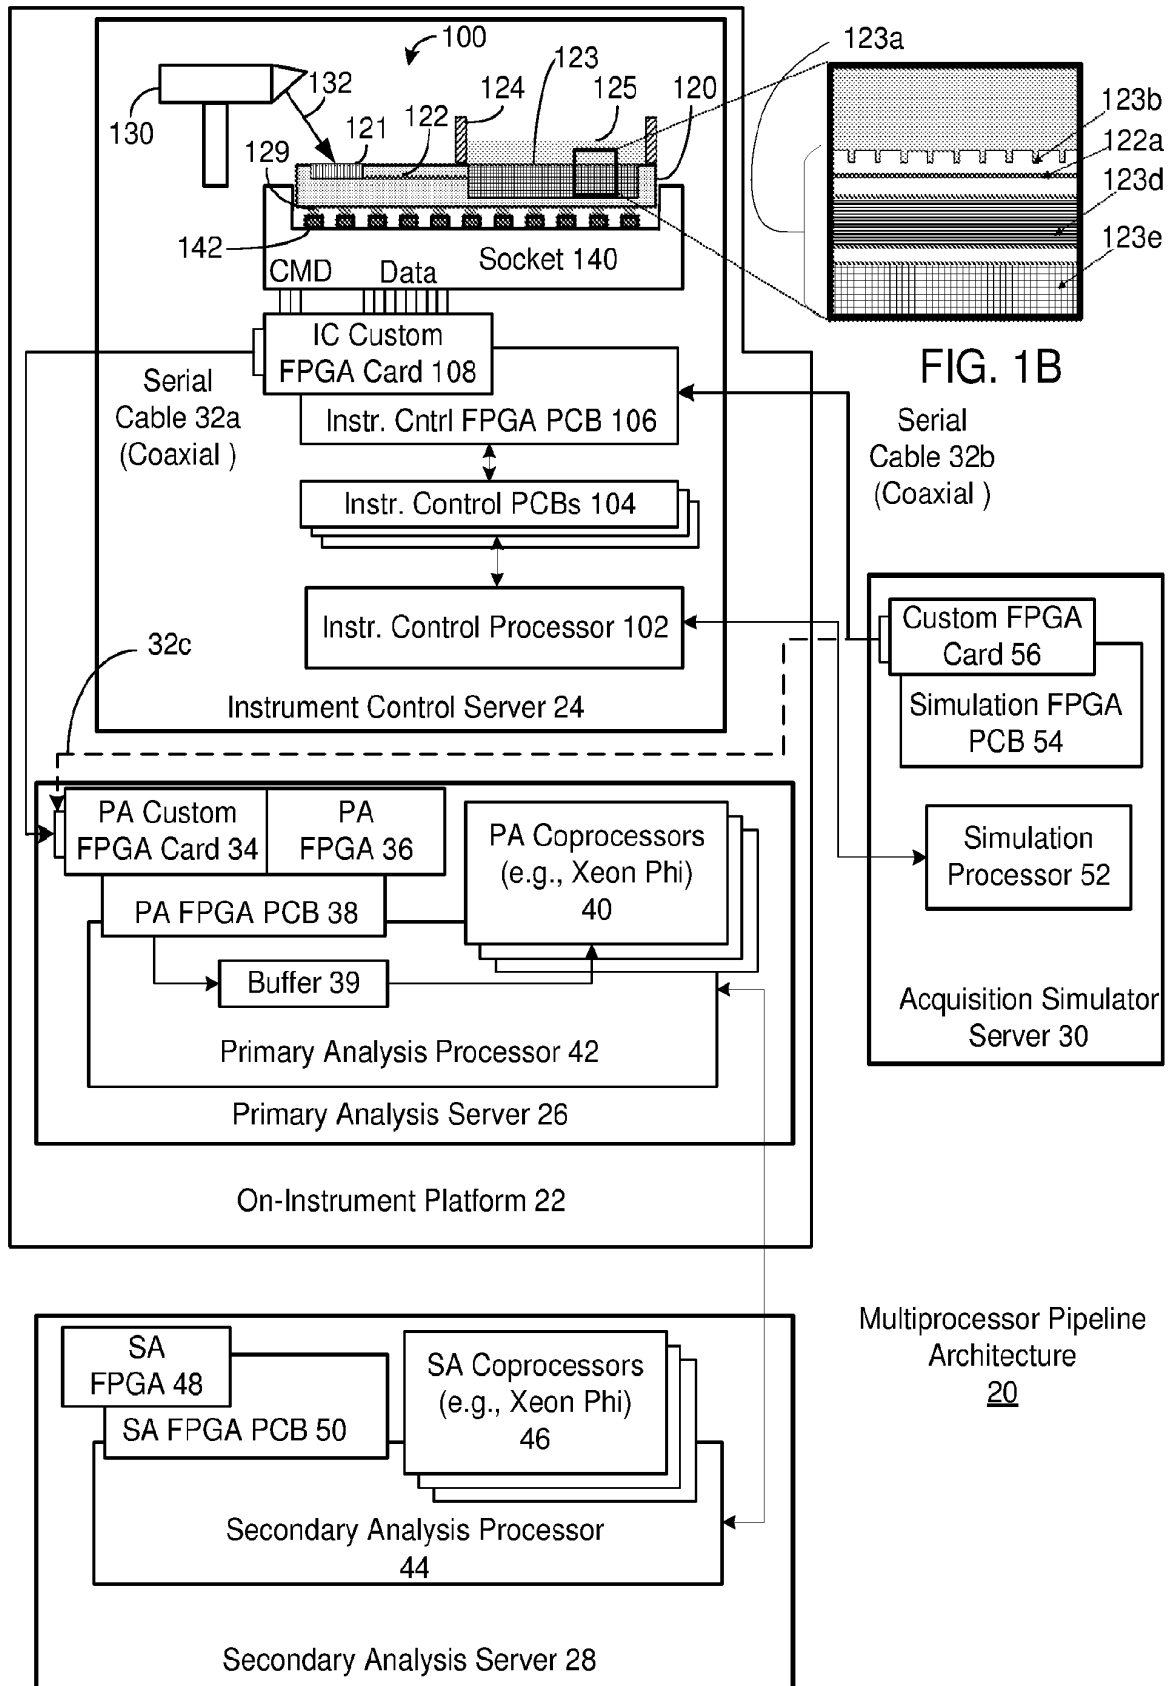 100
123
123a
124
125
120
132
130
121
122
129
142
123b
122a
123d
123e
FIG. 1B
Socket 140
CMD
Data
IC Custom
FPGA Card 108
Instr. Cntrl FPGA PCB 106
Serial
Cable 32a
(Coaxial )
Serial
Cable 32b
(Coaxial )
Instr. Control PCBs 104
Instr. Control Processor 102
32c
Instrument Control Server 24
Custom FPGA
Card 56
Simulation FPGA
PCB 54
Simulation
Processor 52
Acquisition Simulator
Server 30
PA Custom
FPGA Card 34
PA
FPGA 36
PA FPGA PCB 38
PA Coprocessors
(e.g., Xeon Phi)
40
Buffer 39
Primary Analysis Processor 42
Primary Analysis Server 26
On-Instrument Platform 22
Multiprocessor Pipeline
Architecture
20
SA
FPGA 48
SA FPGA PCB 50
SA Coprocessors
(e.g., Xeon Phi)
46
Secondary Analysis Processor
44
Secondary Analysis Server 28